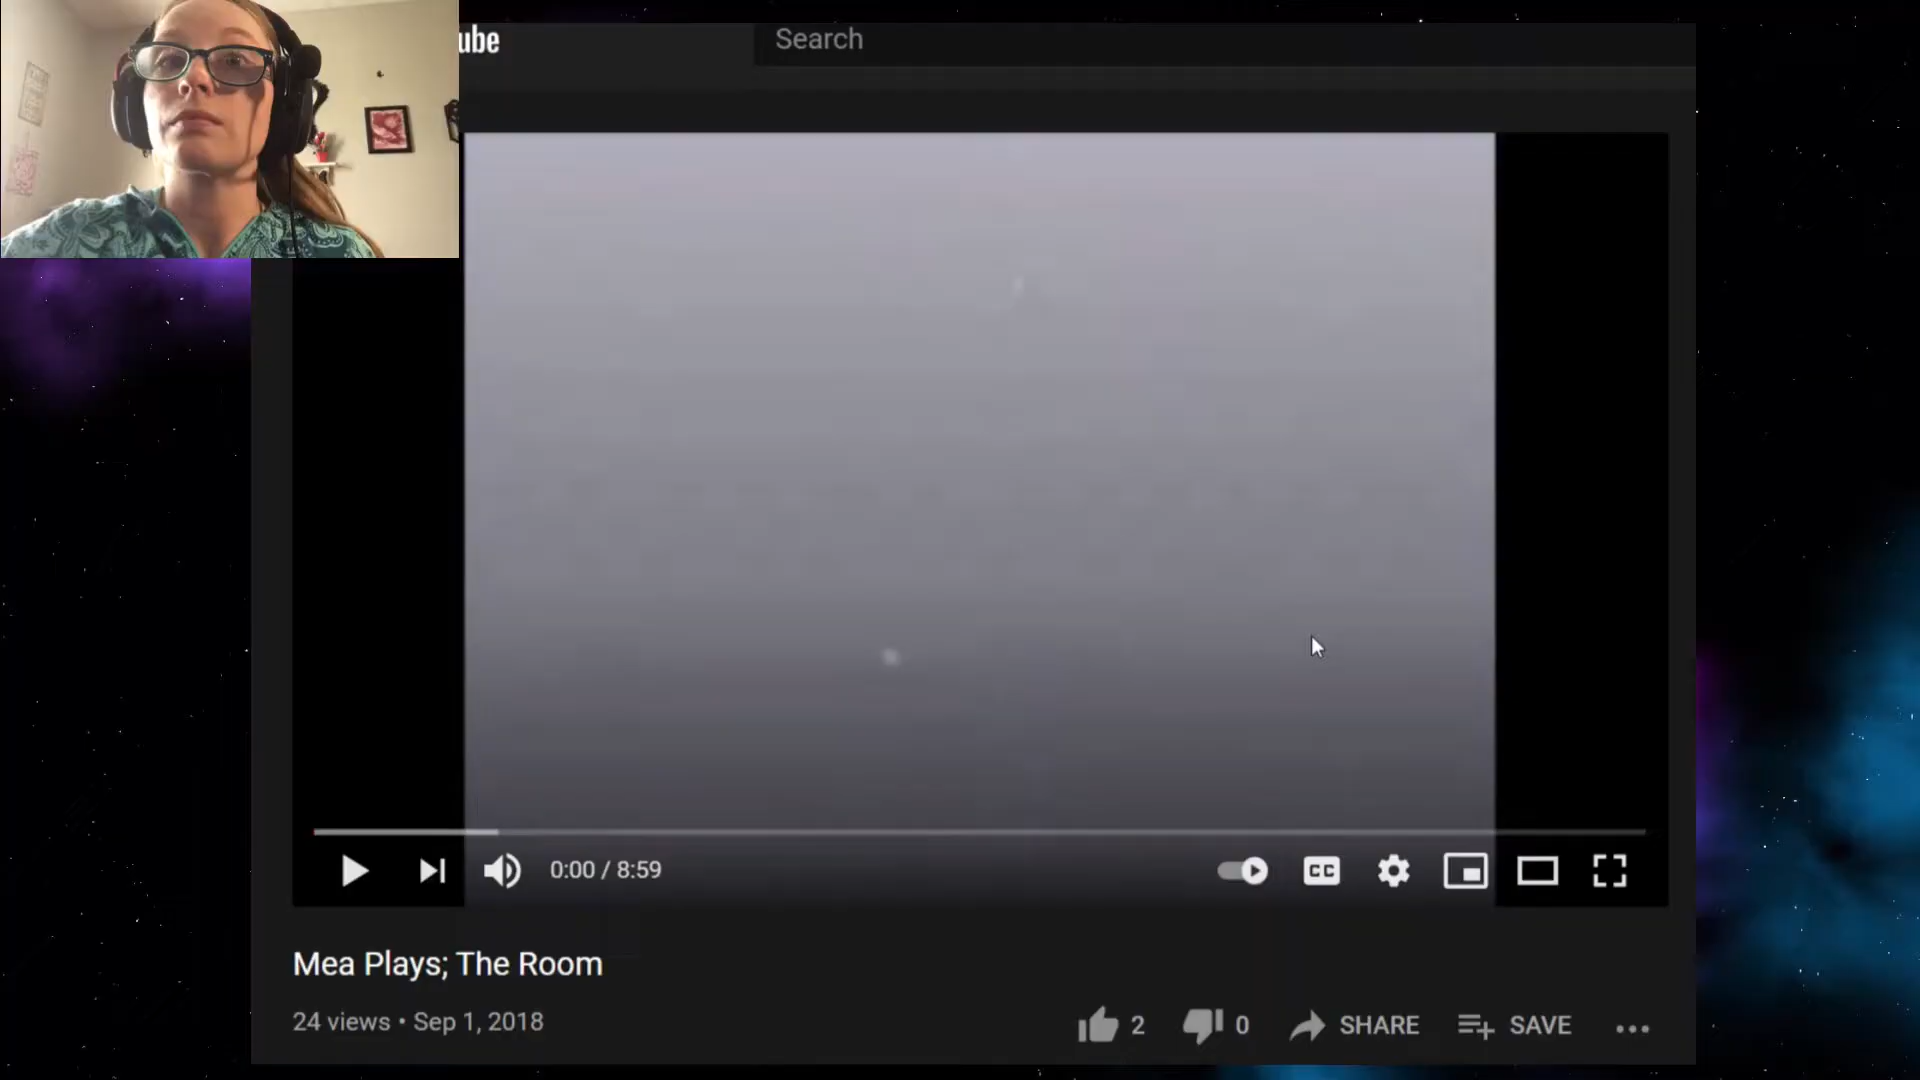 ube
Search
0:00 / 8:59
CC
Mea Plays; The Room
24 views • Sep 1, 2018
2
0
SHARE
SAVE